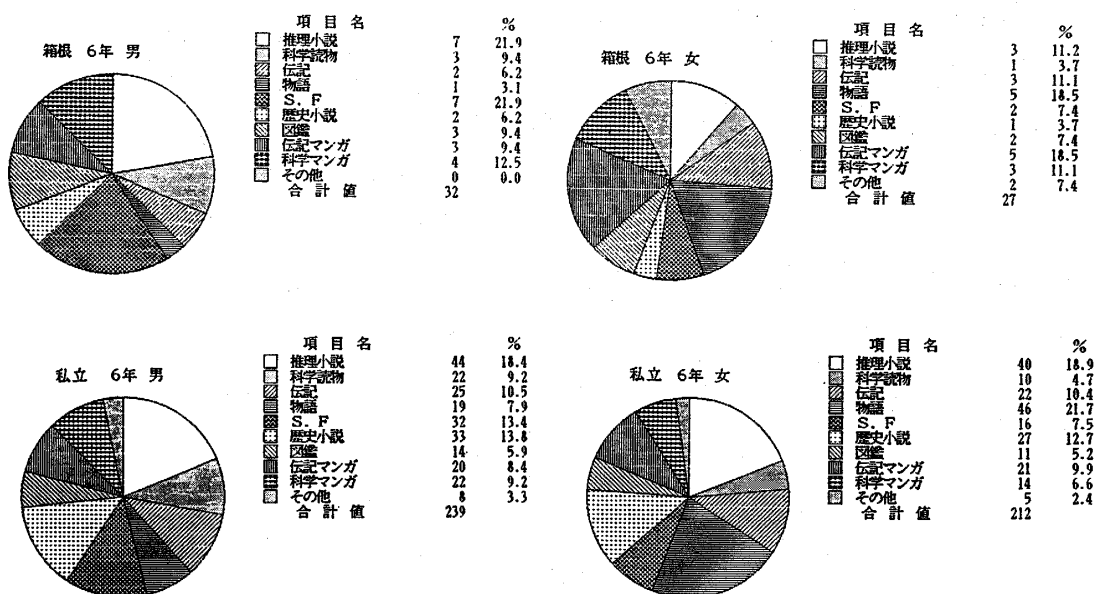 箱根 6年 男
項目名 %
推理小説 7 21.9
科学読物 3 9.4
伝記 2 6.2
物語 1 3.1
S.F 7 21.9
歴史小説 2 6.2
図鑑 3 9.4
伝記マンガ 3 9.4
科学マンガ 4 12.5
その他 0 0.0
合計値 32
箱根 6年 女
項目名 %
推理小説 3 11.2
科学読物 1 3.7
伝記 3 11.1
物語 5 18.5
S.F 2 7.4
歴史小説 1 3.7
図鑑 2 7.4
伝記マンガ 5 18.5
科学マンガ 3 11.1
その他 2 7.4
合計値 27
私立 6年 男
項目名 %
推理小説 44 18.4
科学読物 22 9.2
伝記 25 10.5
物語 19 7.9
S.F 32 13.4
歴史小説 33 13.8
図鑑 14 5.9
伝記マンガ 20 8.4
科学マンガ 22 9.2
その他 8 3.3
合計値 239
私立 6年 女
項目名 %
推理小説 40 18.9
科学読物 10 4.7
伝記 22 10.4
物語 46 21.7
S.F 16 7.5
歴史小説 27 12.7
図鑑 11 5.2
伝記マンガ 21 9.9
科学マンガ 14 6.6
その他 5 2.4
合計値 212